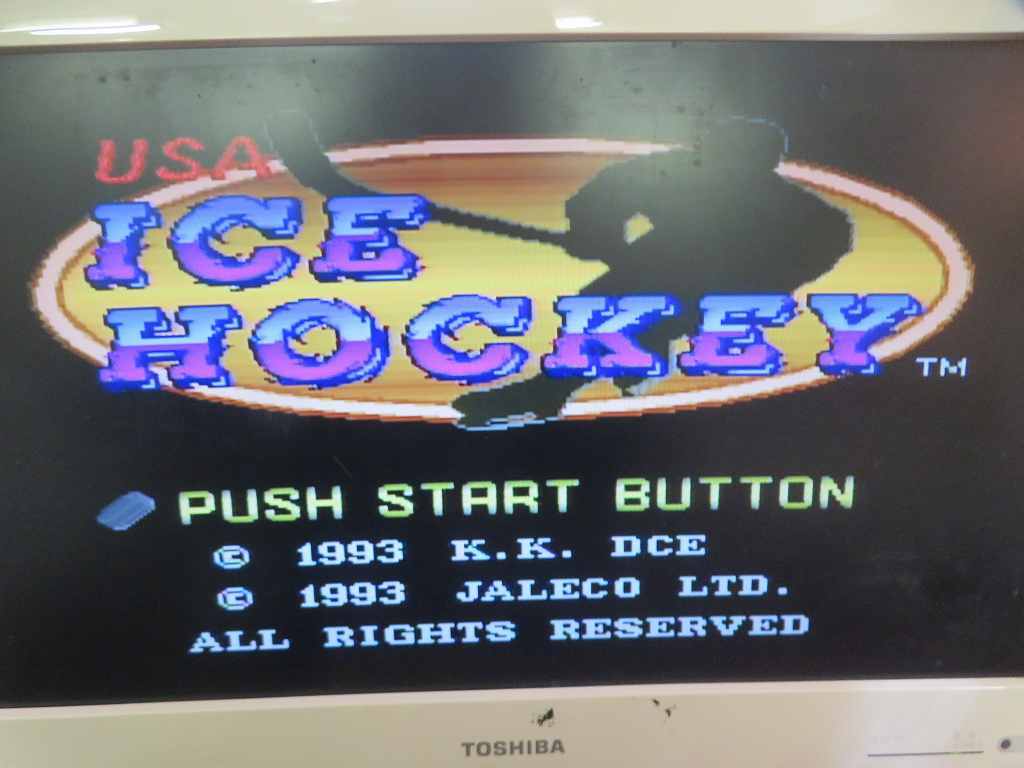 USA
ICE
HOCKEY
TM
PUSH START BUTTON
© 1993 K.K. DCE
© 1993 JALECO LTD.
ALL RIGHTS RESERVED
TOSHIBA